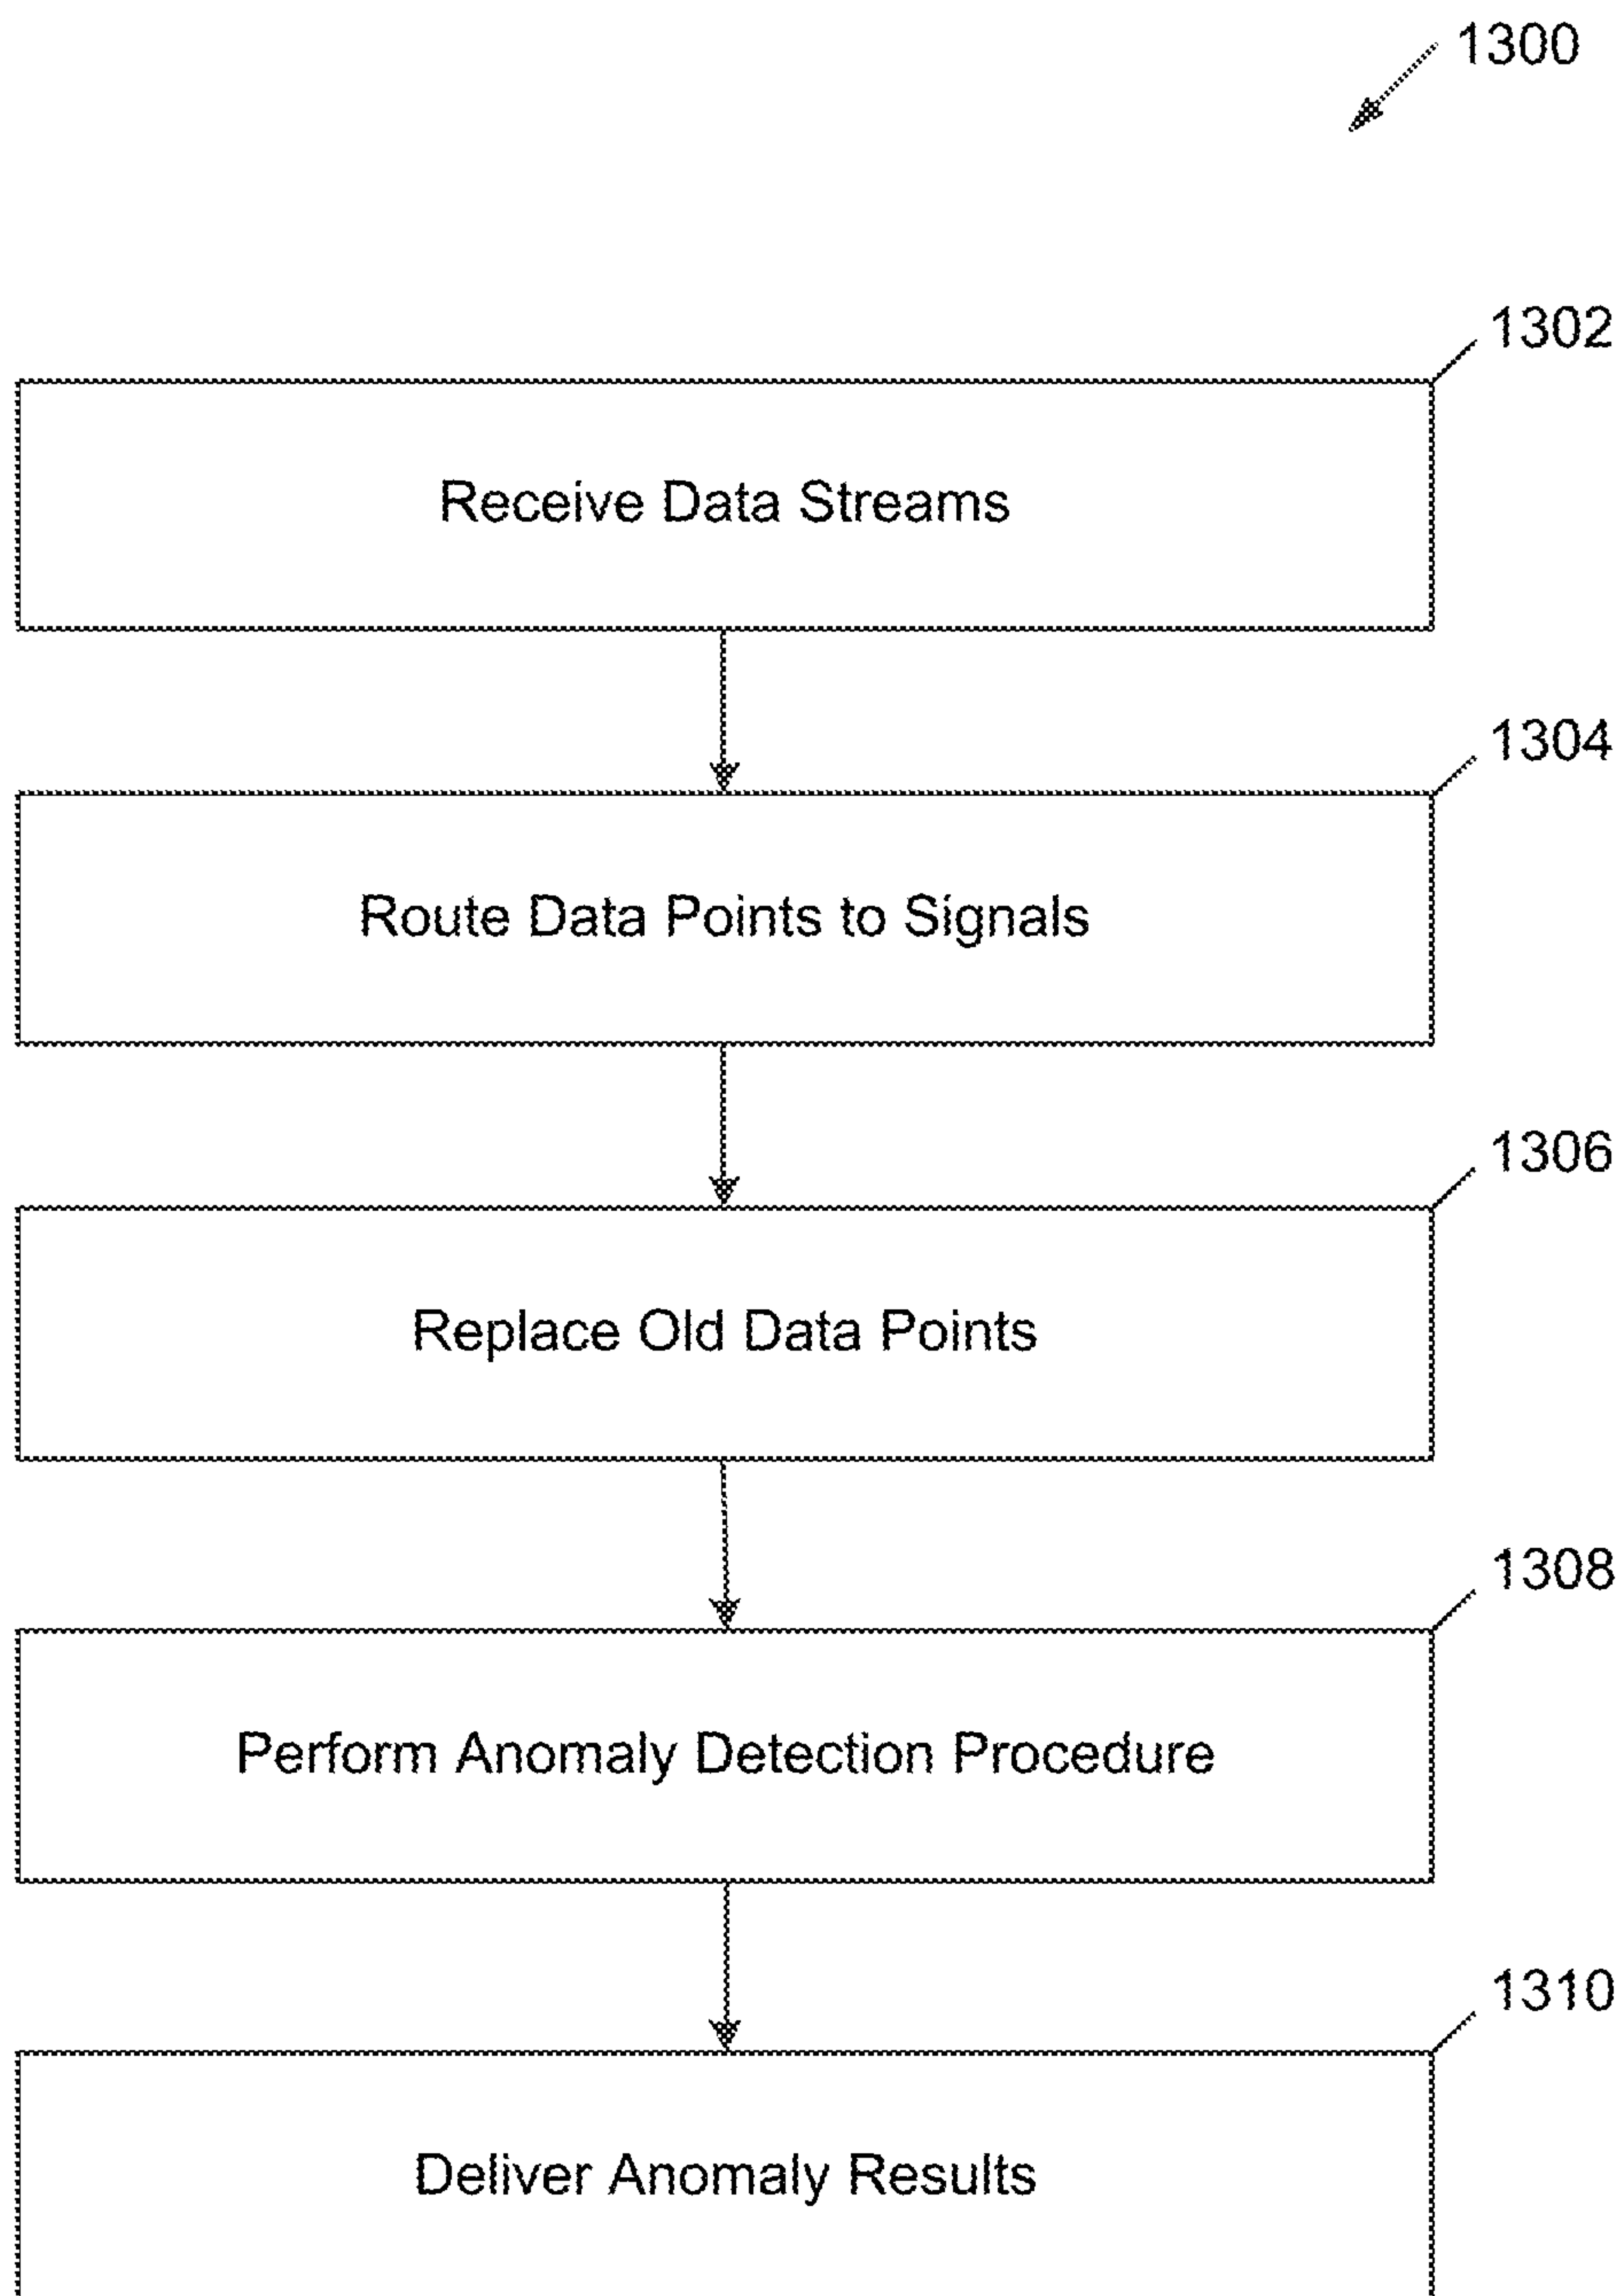 1300
1302
Receive Data Streams
1304
Route Data Points to Signals
1306
Replace Old Data Points
1308
Perform Anomaly Detection Procedure
1310
Deliver Anomaly Results